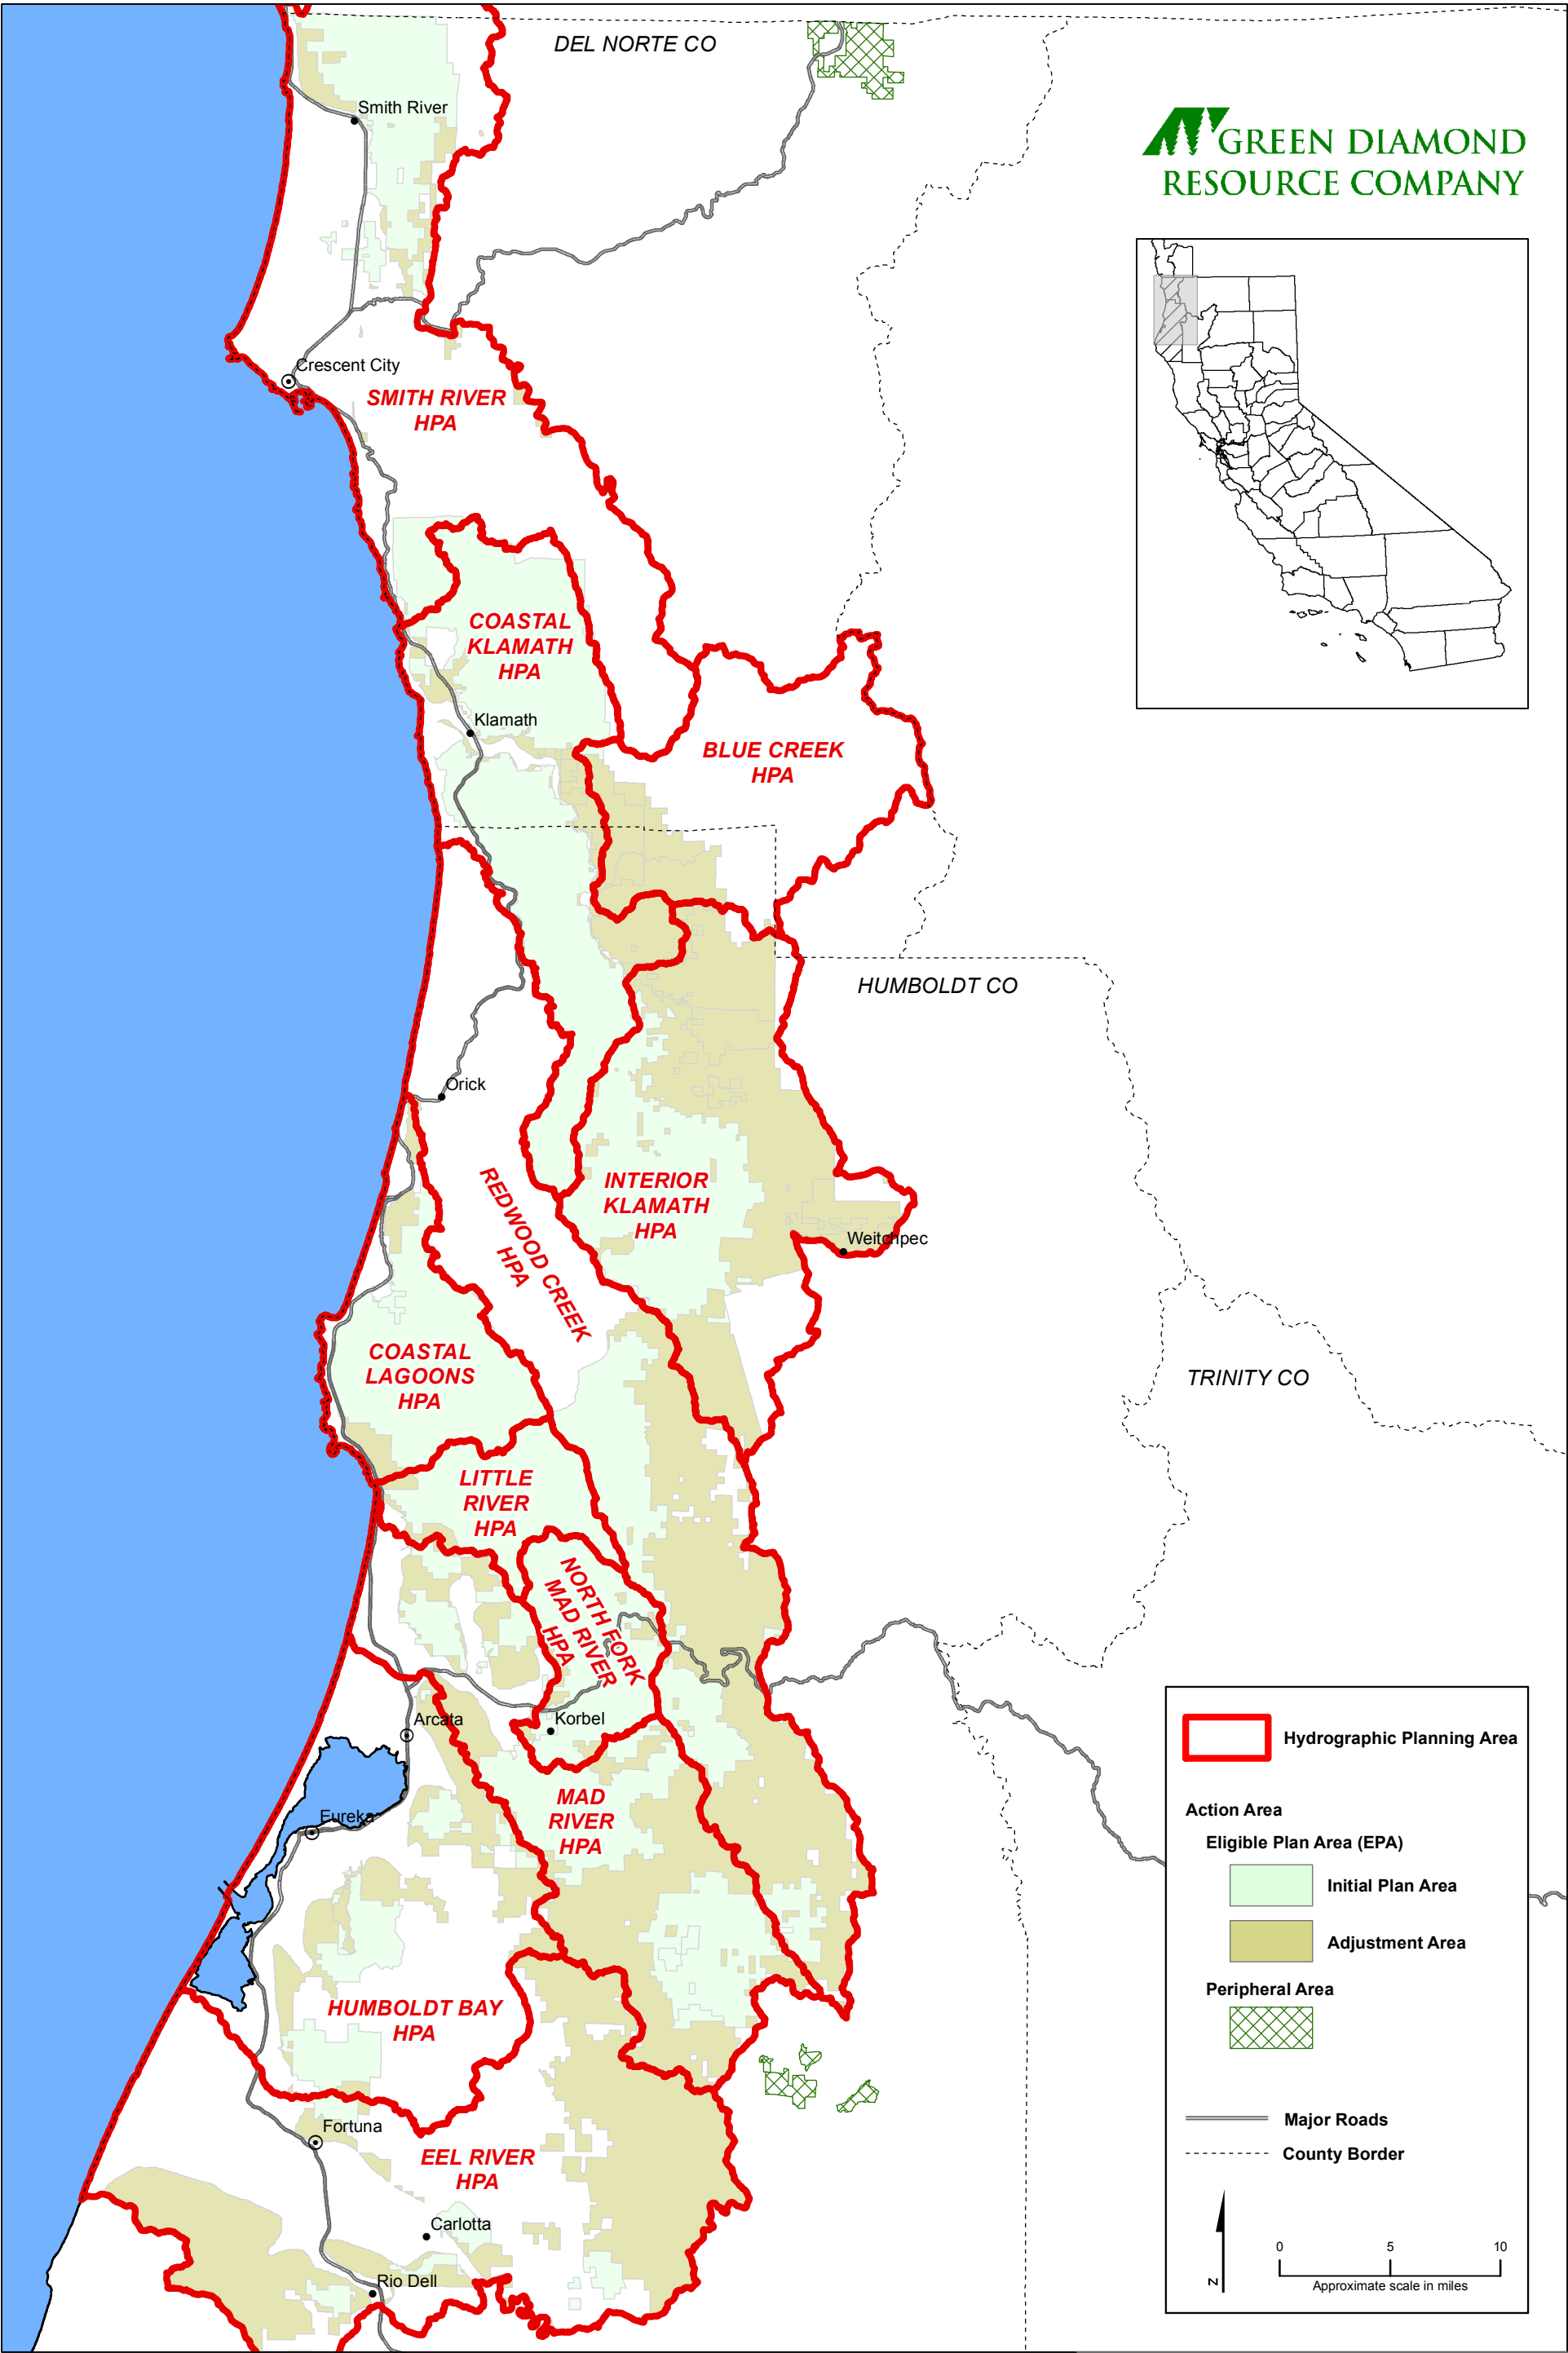 DEL NORTE CO
Smith River
GREEN DIAMOND
RESOURCE COMPANY
Crescent City
SMITH RIVER
HPA
COASTAL
KLAMATH
HPA
Klamath
BLUE CREEK
HPA
HUMBOLDT CO
Orick
REDWOOD CREEK
HPA
INTERIOR
KLAMATH
HPA
Weitchpec
COASTAL
LAGOONS
HPA
TRINITY CO
LITTLE
RIVER
HPA
NORTH FORK
MAD RIVER
HPA
Arcata
Korbel
MAD
RIVER
HPA
Eureka
HUMBOLDT BAY
HPA
Fortuna
EEL RIVER
HPA
Carlotta
Rio Dell
Hydrographic Planning Area
Action Area
Eligible Plan Area (EPA)
Initial Plan Area
Adjustment Area
Peripheral Area
Major Roads
County Border
N
0 5 10
Approximate scale in miles